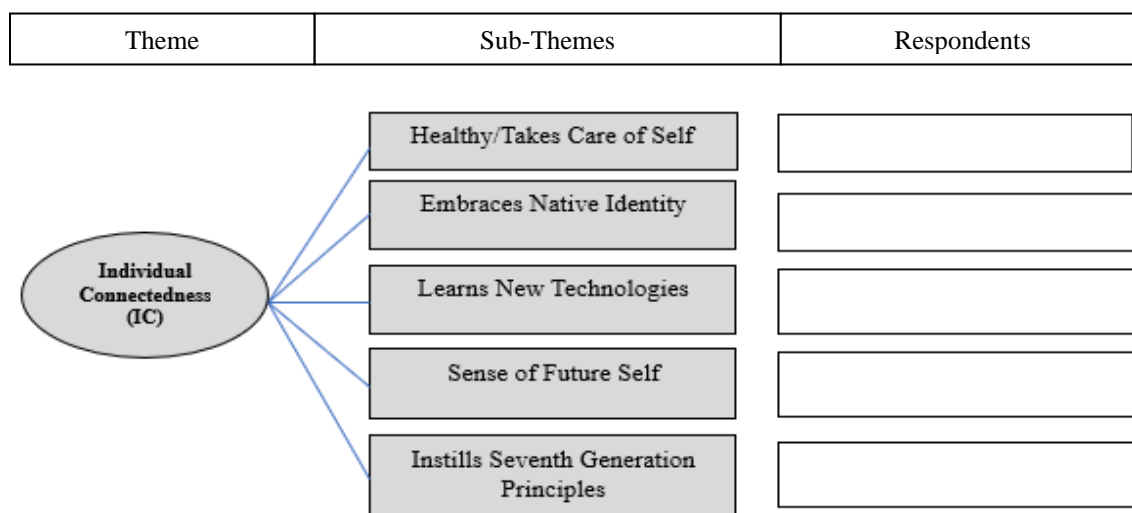 Theme Sub-Themes Respondents
Healthy/Takes Care of Self
Embraces Native Identity
Individual
Connectedness
(IC)
Learns New Technologies
Sense of Future Self
Instills Seventh Generation
Principles